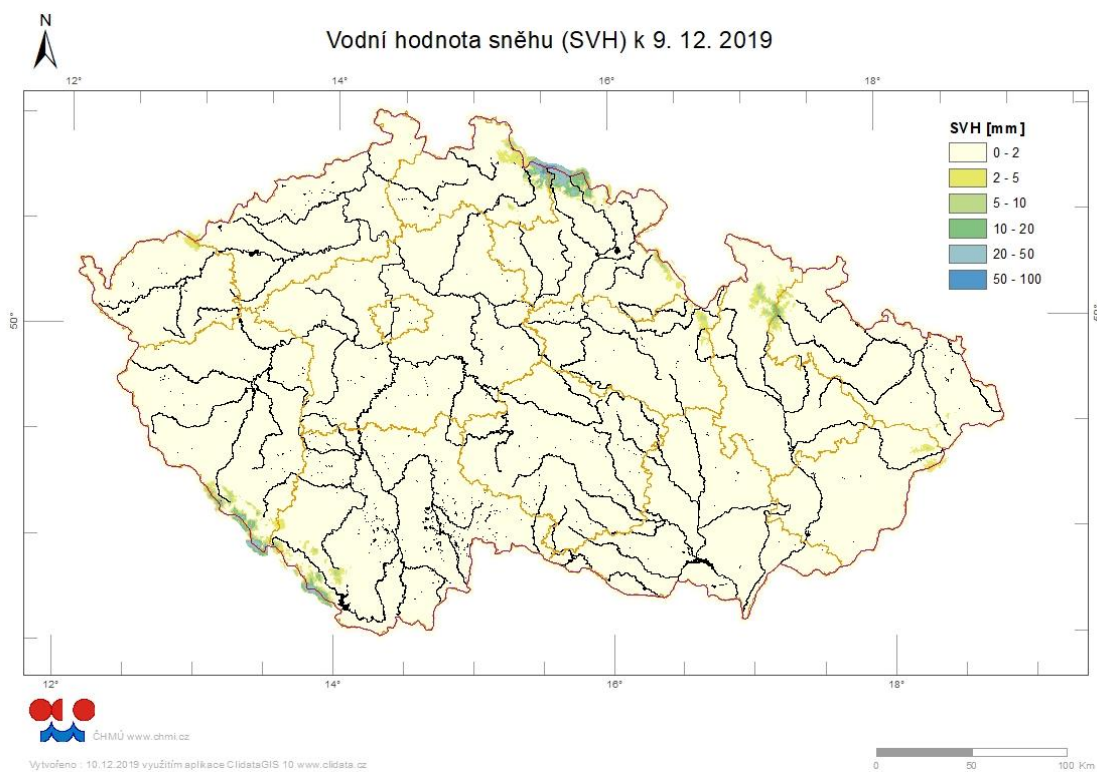 N
Vodní hodnota sněhu (SVH) k 9. 12. 2019
12° 14° 16° 18°
SVH [mm]
0 - 2
2 - 5
5 - 10
10 - 20
20 - 50
50 - 100
50° 50°
12° 14° 16° 18°
ČHMÚ www.chmi.cz
Vytvořeno : 10.12.2019 využitím aplikace ClidataGIS 10 www.clidata.cz
0 50 100 Km